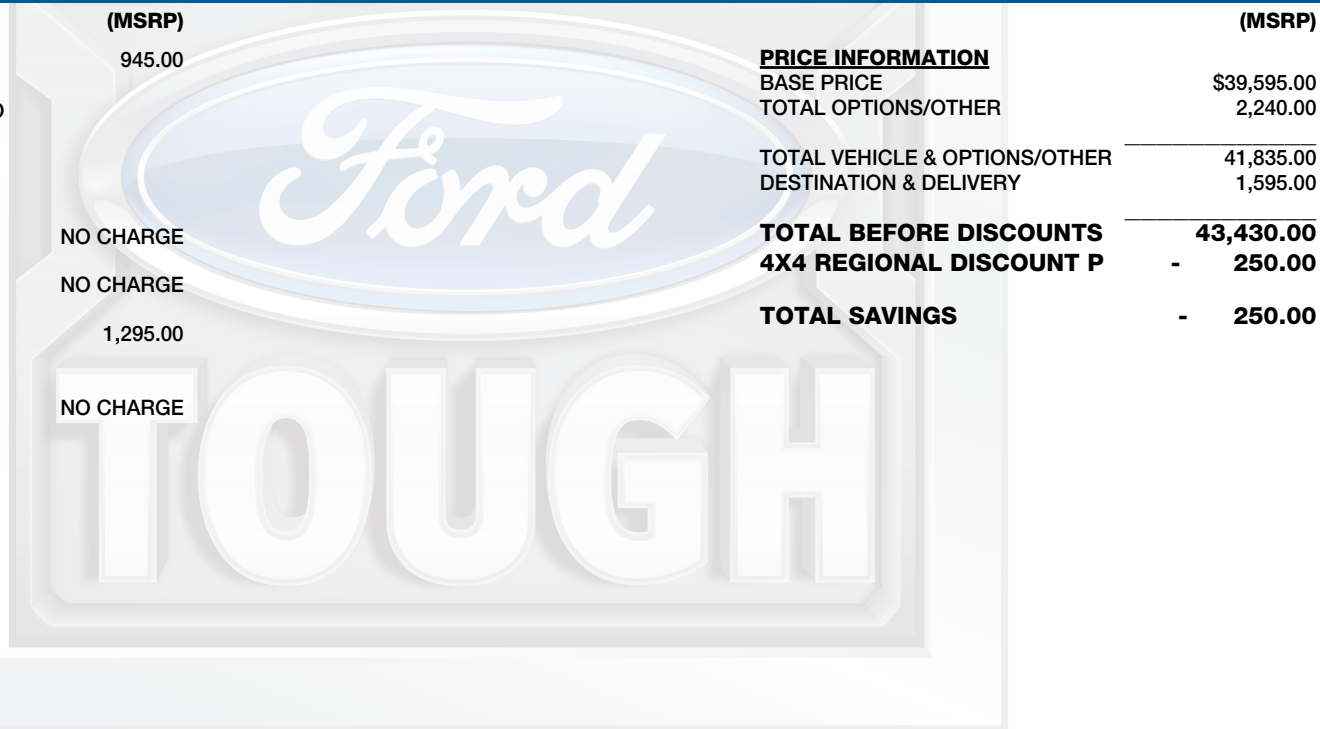 (MSRP)
945.00
NO CHARGE
NO CHARGE
1,295.00
NO CHARGE
Ford
TOUGH
(MSRP)
PRICE INFORMATION
BASE PRICE $39,595.00
TOTAL OPTIONS/OTHER 2,240.00
TOTAL VEHICLE & OPTIONS/OTHER 41,835.00
DESTINATION & DELIVERY 1,595.00
TOTAL BEFORE DISCOUNTS 43,430.00
4X4 REGIONAL DISCOUNT P - 250.00
TOTAL SAVINGS - 250.00